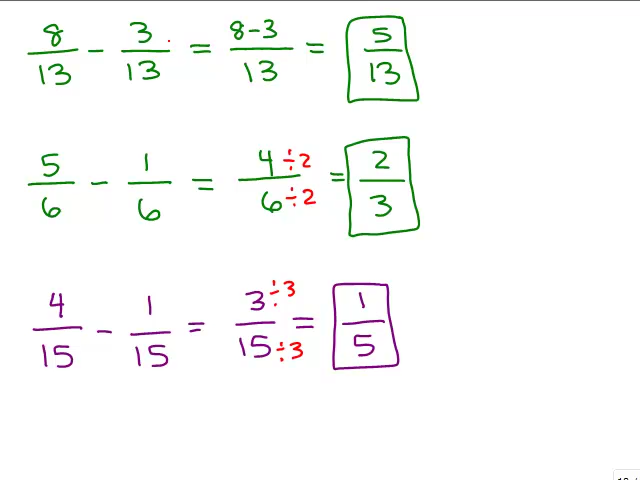 8/13 - 3/13 = 8-3/13 = 5/13
5/6 - 1/6 = 4÷2/6÷2 = 2/3
4/15 - 1/15 = 3÷3/15÷3 = 1/5